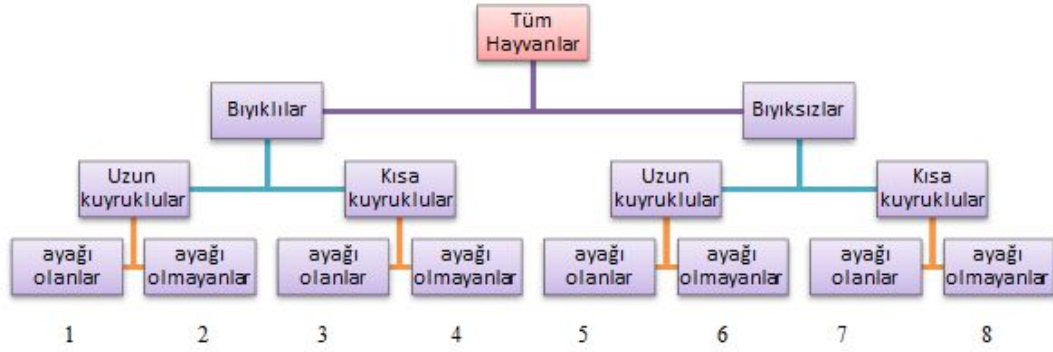 Tüm
Hayvanlar
Bıyıklılar
Bıyıksızlar
Uzun
kuyruklular
Kısa
kuyruklular
Uzun
kuyruklular
Kısa
kuyruklular
ayağı
olanlar
ayağı
olmayanlar
ayağı
olanlar
ayağı
olmayanlar
ayağı
olanlar
ayağı
olmayanlar
ayağı
olanlar
ayağı
olmayanlar
1 2 3 4 5 6 7 8